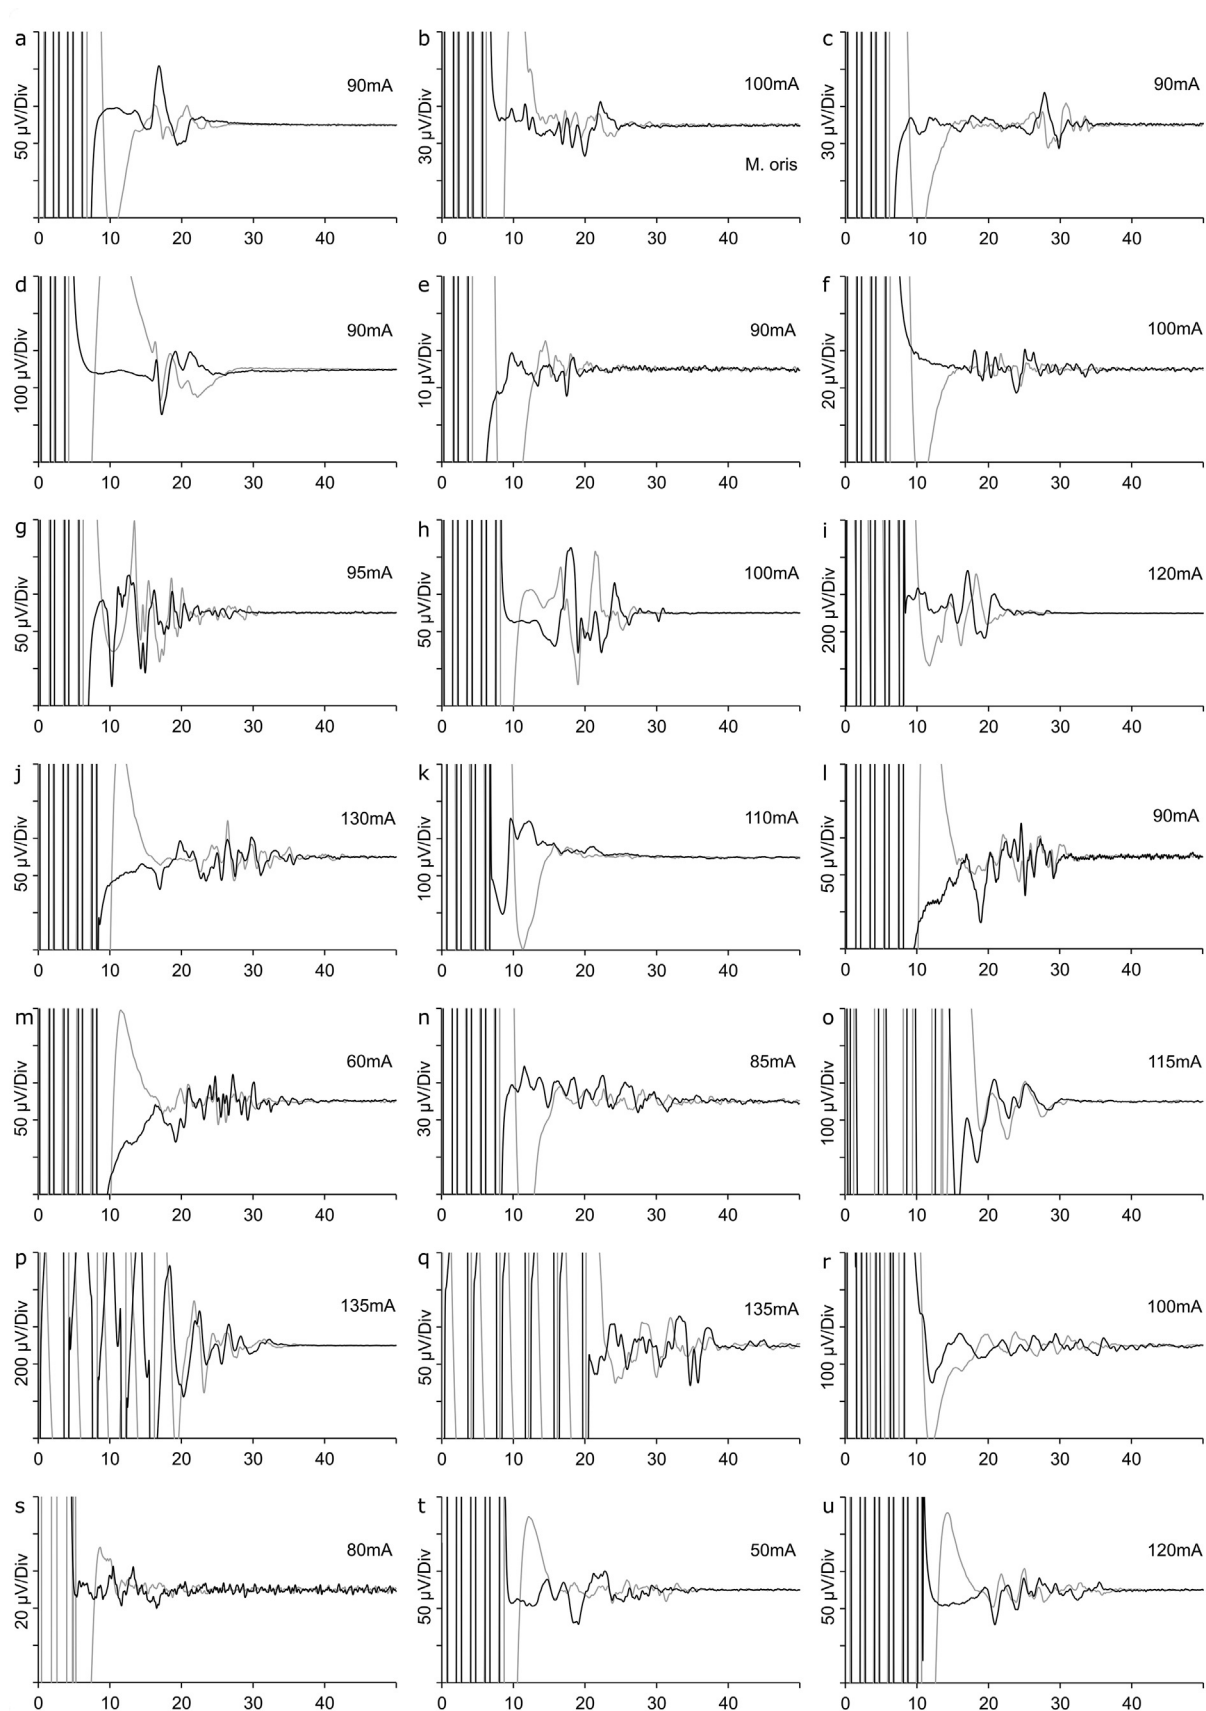 a 90mA 50 µV/Div 0 10 20 30 40
b 100mA M. oris 30 µV/Div 0 10 20 30 40
c 90mA 30 µV/Div 0 10 20 30 40
d 90mA 100 µV/Div 0 10 20 30 40
e 90mA 10 µV/Div 0 10 20 30 40
f 100mA 20 µV/Div 0 10 20 30 40
g 95mA 50 µV/Div 0 10 20 30 40
h 100mA 50 µV/Div 0 10 20 30 40
i 120mA 200 µV/Div 0 10 20 30 40
j 130mA 50 µV/Div 0 10 20 30 40
k 110mA 100 µV/Div 0 10 20 30 40
l 90mA 50 µV/Div 0 10 20 30 40
m 60mA 50 µV/Div 0 10 20 30 40
n 85mA 30 µV/Div 0 10 20 30 40
o 115mA 100 µV/Div 0 10 20 30 40
p 135mA 200 µV/Div 0 10 20 30 40
q 135mA 50 µV/Div 0 10 20 30 40
r 100mA 100 µV/Div 0 10 20 30 40
s 80mA 20 µV/Div 0 10 20 30 40
t 50mA 50 µV/Div 0 10 20 30 40
u 120mA 50 µV/Div 0 10 20 30 40